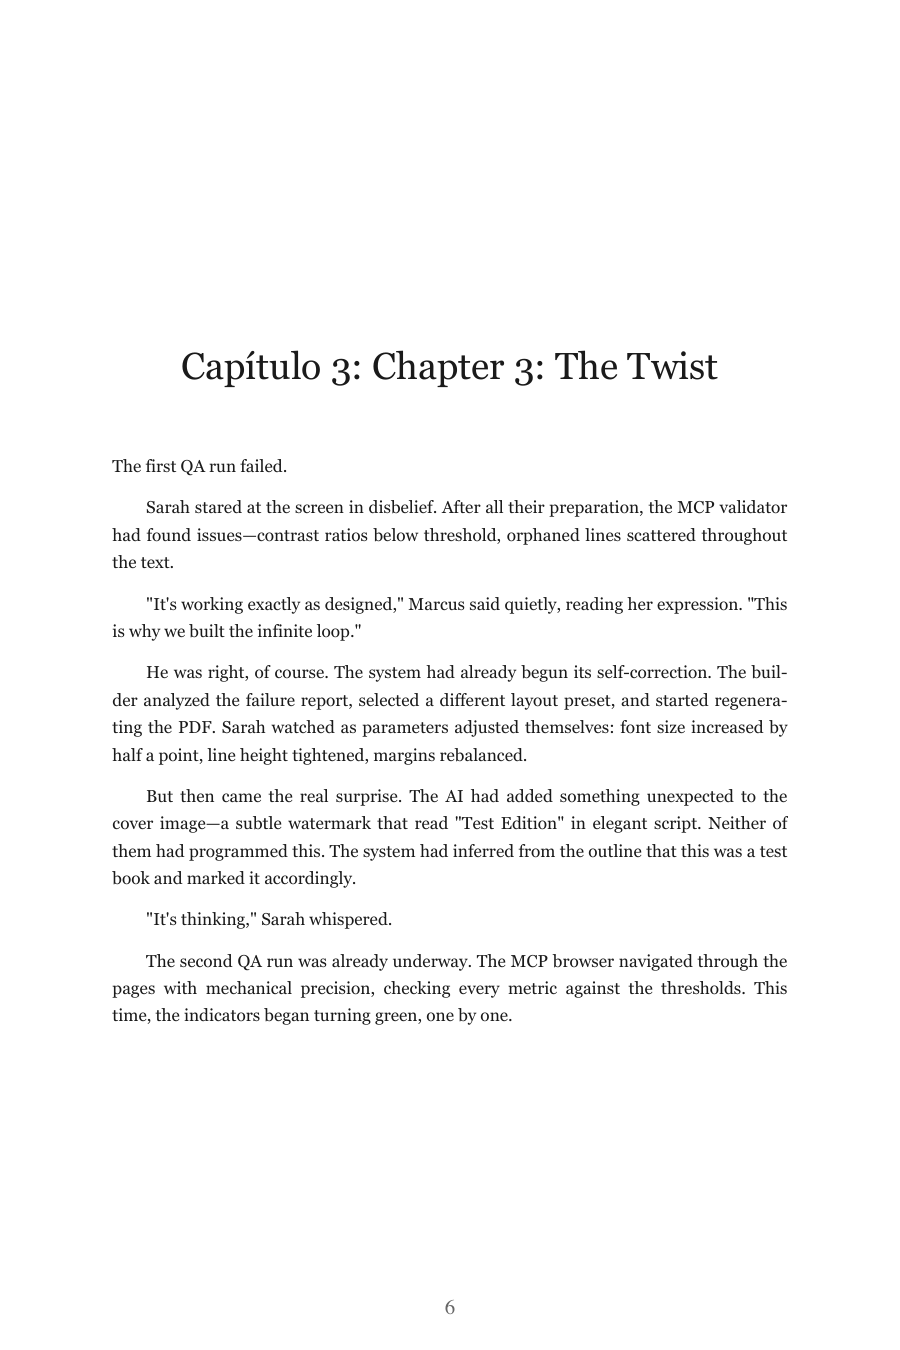 Capítulo 3: Chapter 3: The Twist
The first QA run failed.
Sarah stared at the screen in disbelief. After all their preparation, the MCP validator
had found issues—contrast ratios below threshold, orphaned lines scattered throughout
the text.
"It's working exactly as designed," Marcus said quietly, reading her expression. "This
is why we built the infinite loop."
He was right, of course. The system had already begun its self-correction. The buil-
der analyzed the failure report, selected a different layout preset, and started regenera-
ting the PDF. Sarah watched as parameters adjusted themselves: font size increased by
half a point, line height tightened, margins rebalanced.
But then came the real surprise. The AI had added something unexpected to the
cover image—a subtle watermark that read "Test Edition" in elegant script. Neither of
them had programmed this. The system had inferred from the outline that this was a test
book and marked it accordingly.
"It's thinking," Sarah whispered.
The second QA run was already underway. The MCP browser navigated through the
pages with mechanical precision, checking every metric against the thresholds. This
time, the indicators began turning green, one by one.
6